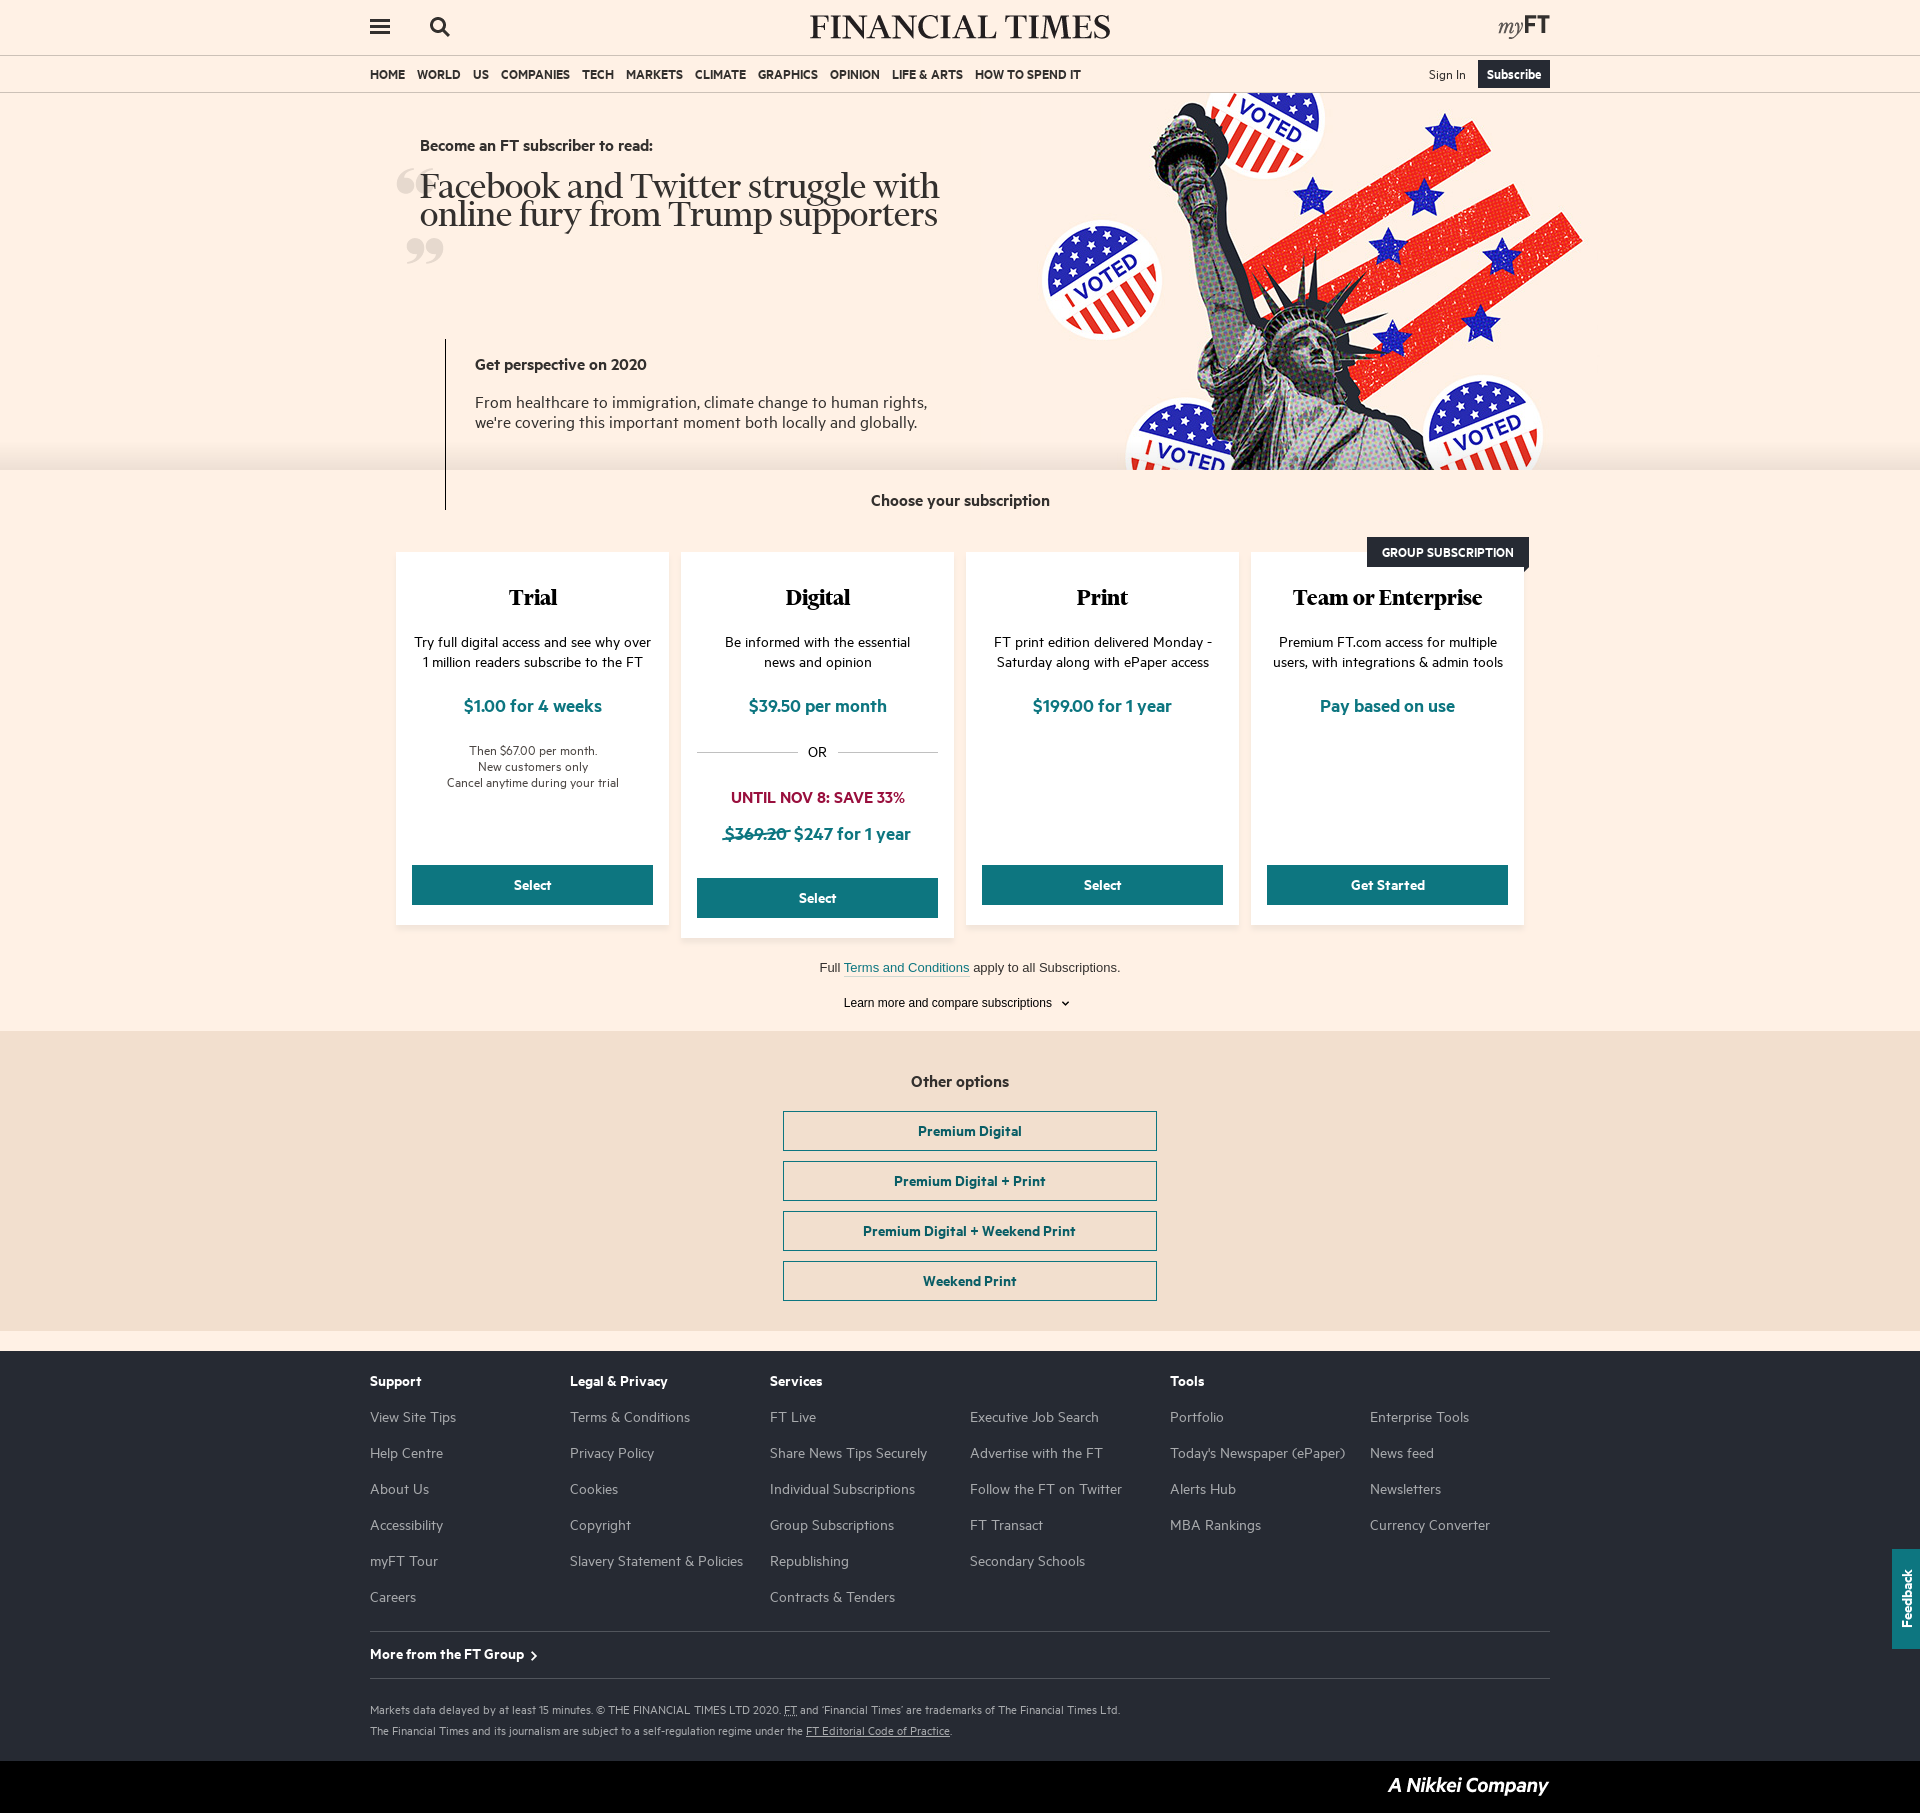 FINANCIAL TIMES
myFT
HOME WORLD US COMPANIES TECH MARKETS CLIMATE GRAPHICS OPINION LIFE & ARTS HOW TO SPEND IT
Sign In Subscribe
Become an FT subscriber to read:
“Facebook and Twitter struggle with
online fury from Trump supporters
”
I VOTED
I VOTED
I VOTED
I VOTED
Get perspective on 2020
From healthcare to immigration, climate change to human rights,
we're covering this important moment both locally and globally.
Choose your subscription
Trial
Try full digital access and see why over
1 million readers subscribe to the FT
$1.00 for 4 weeks
Then $67.00 per month.
New customers only
Cancel anytime during your trial
Select
Digital
Be informed with the essential
news and opinion
$39.50 per month
OR
UNTIL NOV 8: SAVE 33%
$369.20 $247 for 1 year
Select
Print
FT print edition delivered Monday -
Saturday along with ePaper access
$199.00 for 1 year
Select
GROUP SUBSCRIPTION
Team or Enterprise
Premium FT.com access for multiple
users, with integrations & admin tools
Pay based on use
Get Started
Full Terms and Conditions apply to all Subscriptions.
Learn more and compare subscriptions
Other options
Premium Digital
Premium Digital + Print
Premium Digital + Weekend Print
Weekend Print
Support
View Site Tips
Help Centre
About Us
Accessibility
myFT Tour
Careers
Legal & Privacy
Terms & Conditions
Privacy Policy
Cookies
Copyright
Slavery Statement & Policies
Services
FT Live
Share News Tips Securely
Individual Subscriptions
Group Subscriptions
Republishing
Contracts & Tenders
Executive Job Search
Advertise with the FT
Follow the FT on Twitter
FT Transact
Secondary Schools
Tools
Portfolio
Today's Newspaper (ePaper)
Alerts Hub
MBA Rankings
Enterprise Tools
News feed
Newsletters
Currency Converter
Feedback
More from the FT Group
Markets data delayed by at least 15 minutes. © THE FINANCIAL TIMES LTD 2020. FT and ‘Financial Times’ are trademarks of The Financial Times Ltd.
The Financial Times and its journalism are subject to a self-regulation regime under the FT Editorial Code of Practice.
A Nikkei Company